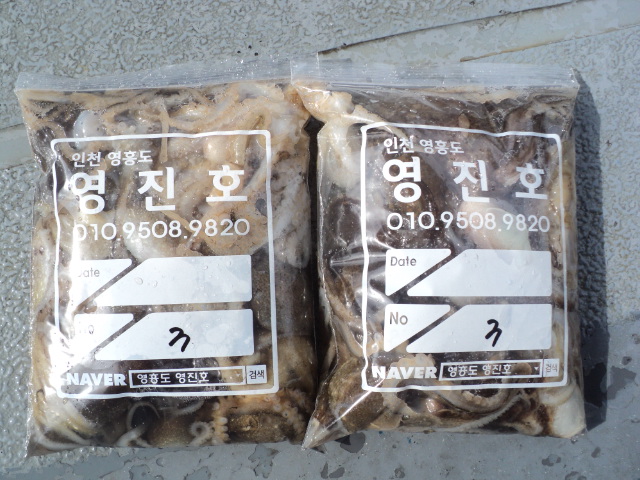 인천 영흥도
영 진 호
010.9508.9820
Date
No
3
NAVER 영흥도 영진호 검색
인천 영흥도
영 진 호
010.9508.9820
Date
No
3
NAVER 영흥도 영진호 검색